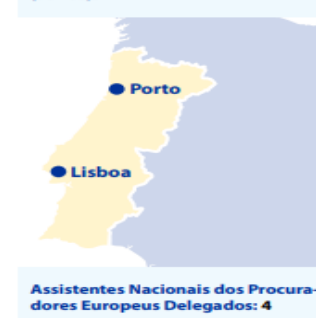 Porto
Lisboa
Assistentes Nacionais dos Procura-
dores Europeus Delegados: 4